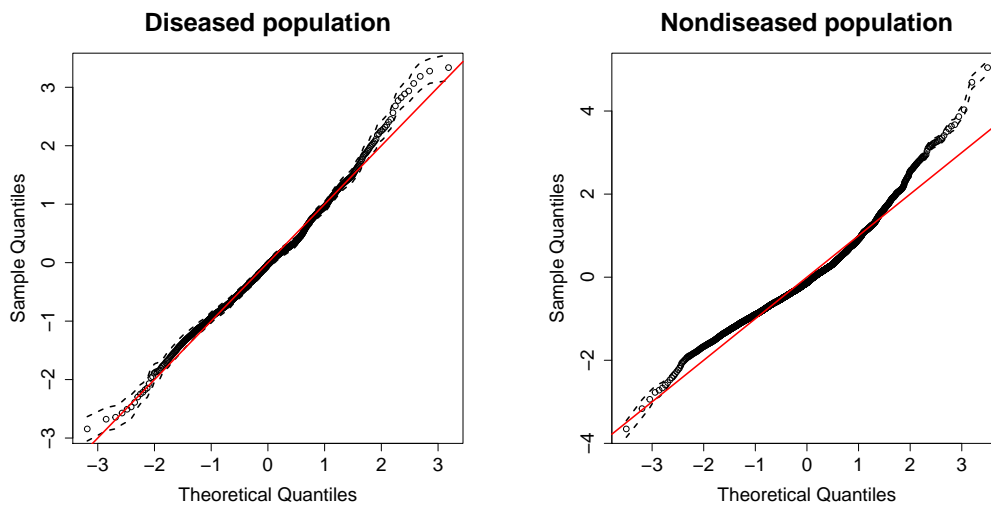 Diseased population
3
2
1
0
−1
−2
−3
Sample Quantiles
−3 −2 −1 0 1 2 3
Theoretical Quantiles
Nondiseased population
4
2
0
−2
−4
Sample Quantiles
−3 −2 −1 0 1 2 3
Theoretical Quantiles